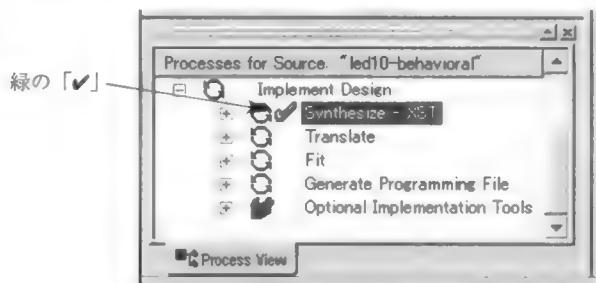 Processes for Source: "led10-behavioral"
Implement Design
緑の「✔」
Synthesize - XST
Translate
Fit
Generate Programming File
Optional Implementation Tools
Process View